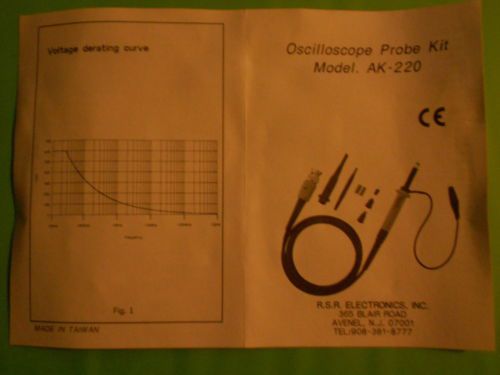 Voltage derating curve
Frequency
Fig. 1
MADE IN TAIWAN
Oscilloscope Probe Kit
Model. AK-220
CE
R.S.R. ELECTRONICS, INC.
365 BLAIR ROAD
AVENEL, N.J. 07001
TEL:908-381-8777